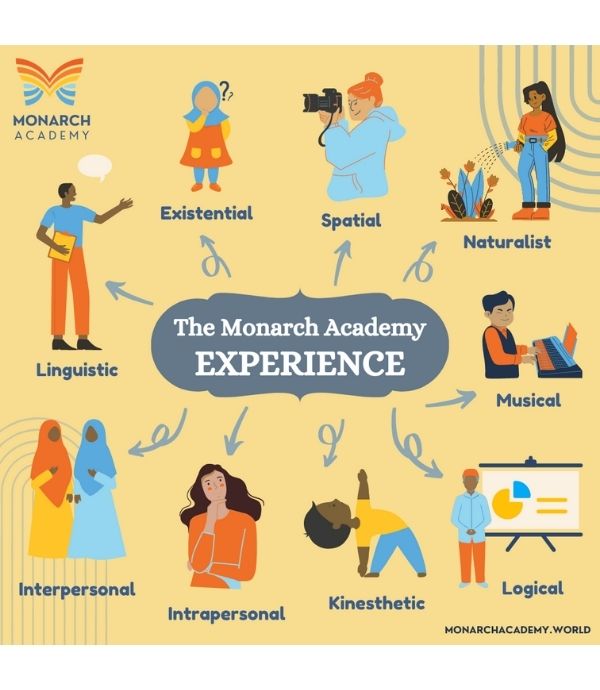 MONARCH
ACADEMY
??
Existential
Spatial
Naturalist
Linguistic
The Monarch Academy
EXPERIENCE
Musical
Interpersonal
Intrapersonal
Kinesthetic
Logical
MONARCHACADEMY.WORLD